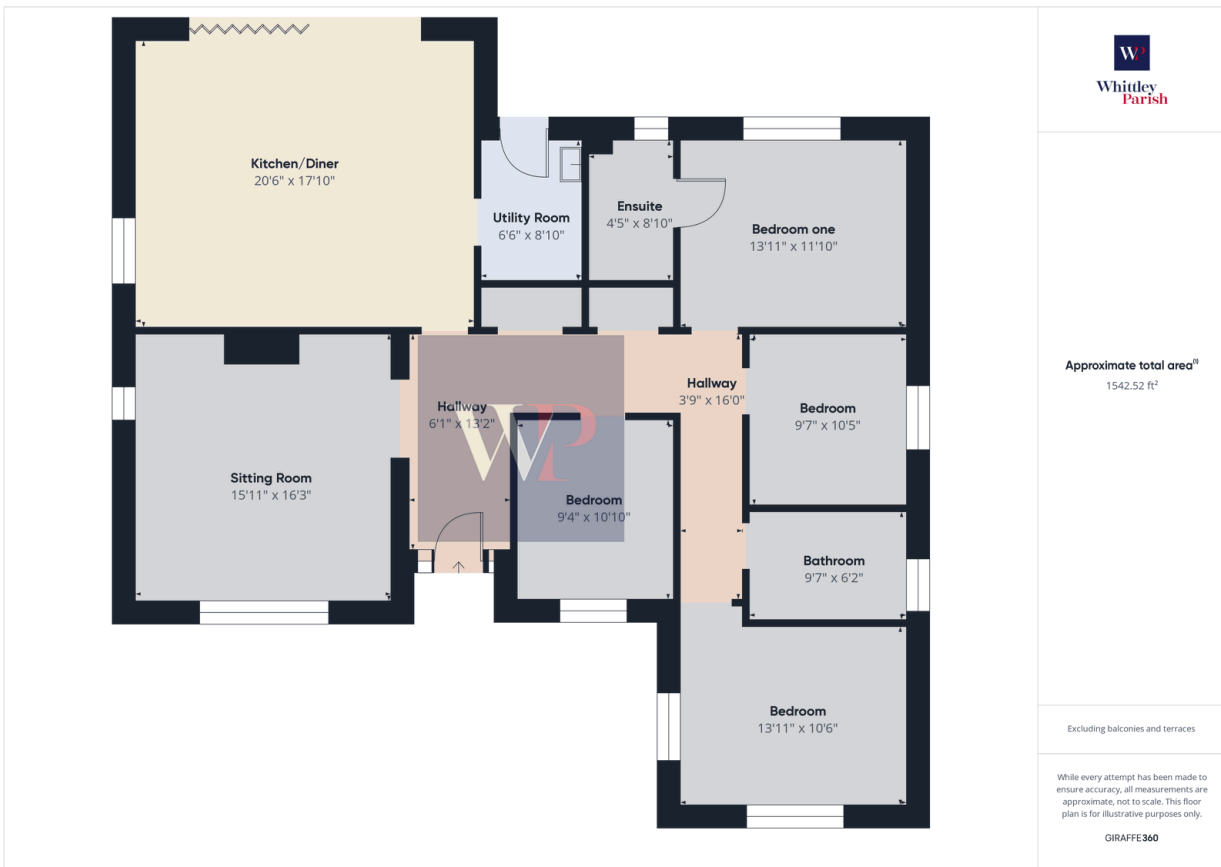 Kitchen/Diner
20'6" x 17'10"
Utility Room
6'6" x 8'10"
Ensuite
4'5" x 8'10"
Bedroom one
13'11" x 11'10"
Hallway
6'1" x 13'2"
Hallway
3'9" x 16'0"
Bedroom
9'7" x 10'5"
Sitting Room
15'11" x 16'3"
Bedroom
9'4" x 10'10"
Bathroom
9'7" x 6'2"
Bedroom
13'11" x 10'6"
WP
WP
Whittley
Parish
Approximate total area⁽¹⁾
1542.52 ft²
Excluding balconies and terraces
While every attempt has been made to
ensure accuracy, all measurements are
approximate, not to scale. This floor
plan is for illustrative purposes only.
GIRAFFE360